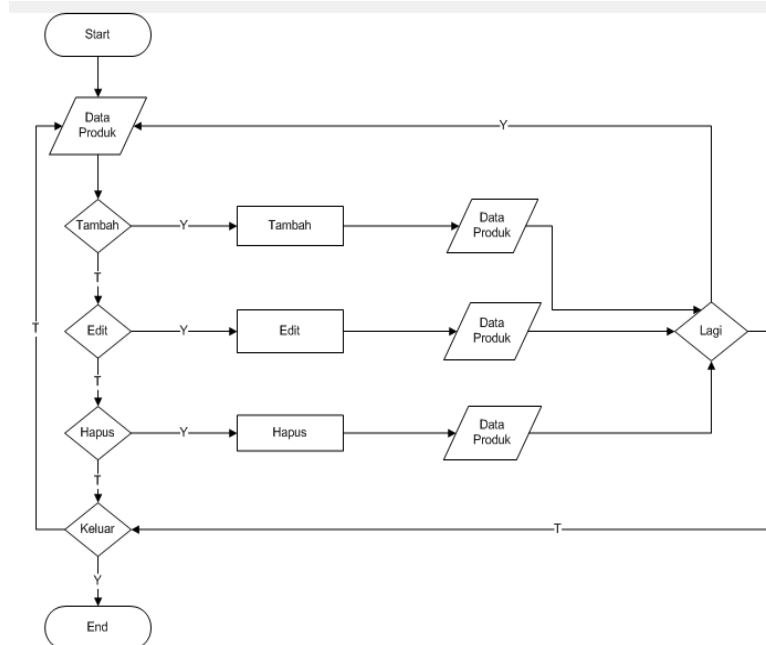 Start
Data
Produk
Y
Tambah
Y
Tambah
Data
Produk
T
T
Edit
Y
Edit
Data
Produk
Lagi
T
Hapus
Y
Hapus
Data
Produk
T
Keluar
T
Y
End